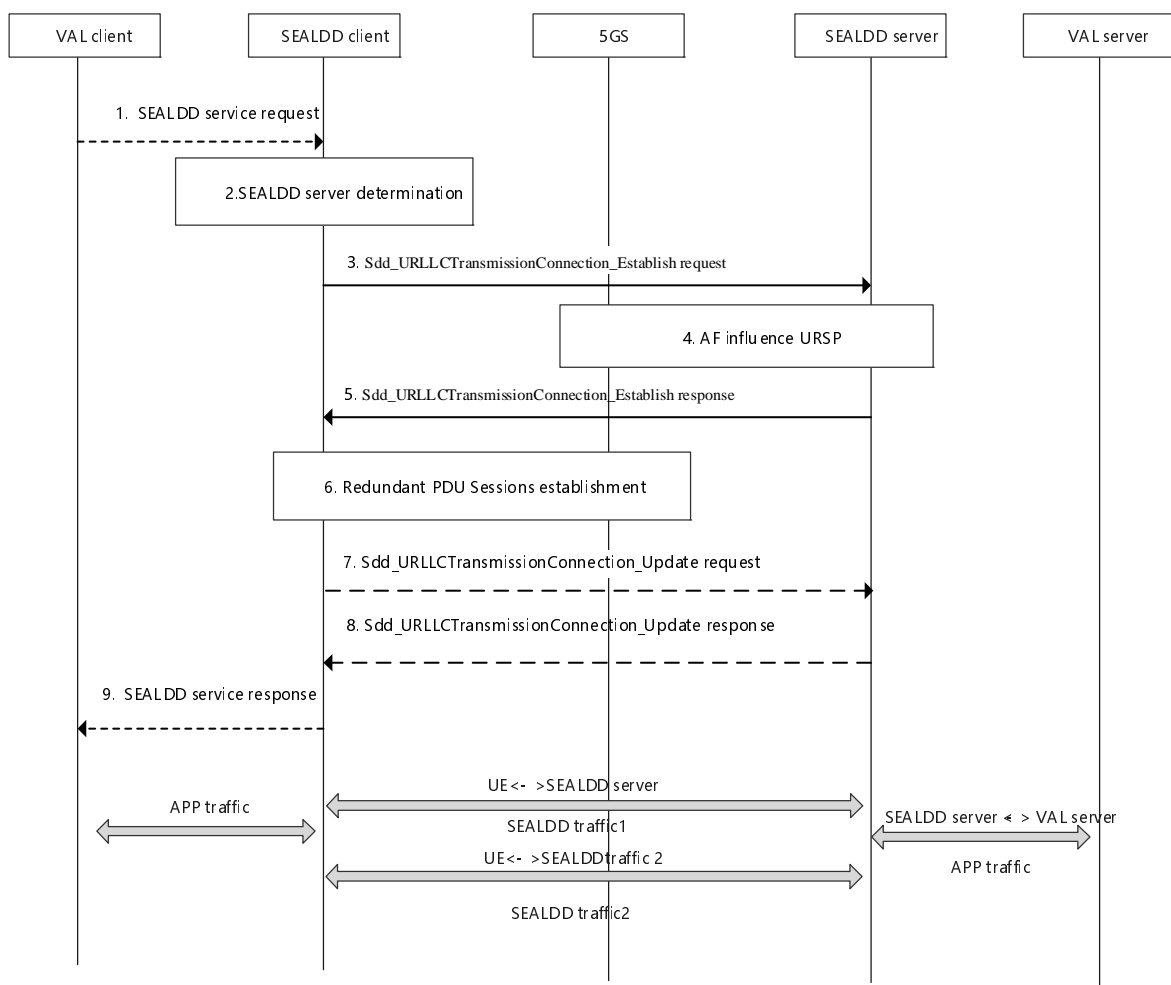 VAL client
SEALDD client
5GS
SEALDD server
VAL server
1. SEALDD service request
2.SEALDD server determination
3. Sdd_URLLCTransmissionConnection_Establish request
4. AF influence URSP
5. Sdd_URLLCTransmissionConnection_Establish response
6. Redundant PDU Sessions establishment
7. Sdd_URLLCTransmissionConnection_Update request
8. Sdd_URLLCTransmissionConnection_Update response
9. SEALDD service response
UE<- >SEALDD server
APP traffic
SEALDD server < > VAL server
SEALDD traffic1
UE<- >SEALDDtraffic 2
APP traffic
SEALDD traffic2